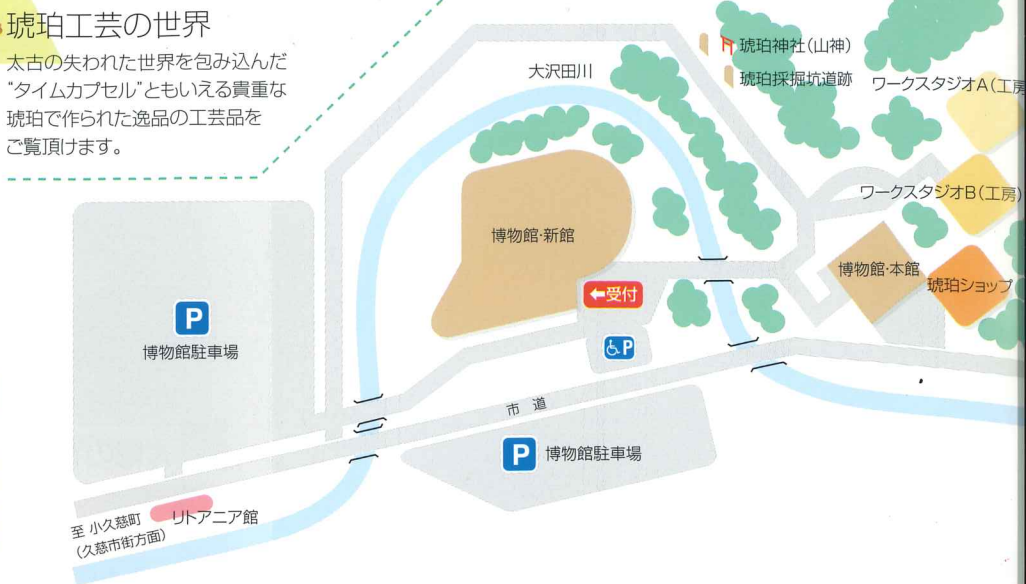 琥珀工芸の世界
太古の失われた世界を包み込んだ
“タイムカプセル”ともいえる貴重な
琥珀で作られた逸品の工芸品を
ご覧頂けます。
大沢田川
琥珀神社(山神)
琥珀採掘坑道跡
ワークスタジオA(工房
ワークスタジオB(工房)
博物館・新館
博物館・本館
琥珀ショップ
←受付
P
博物館駐車場
P
市道
P 博物館駐車場
至 小久慈町
(久慈市街方面)
リトアニア館